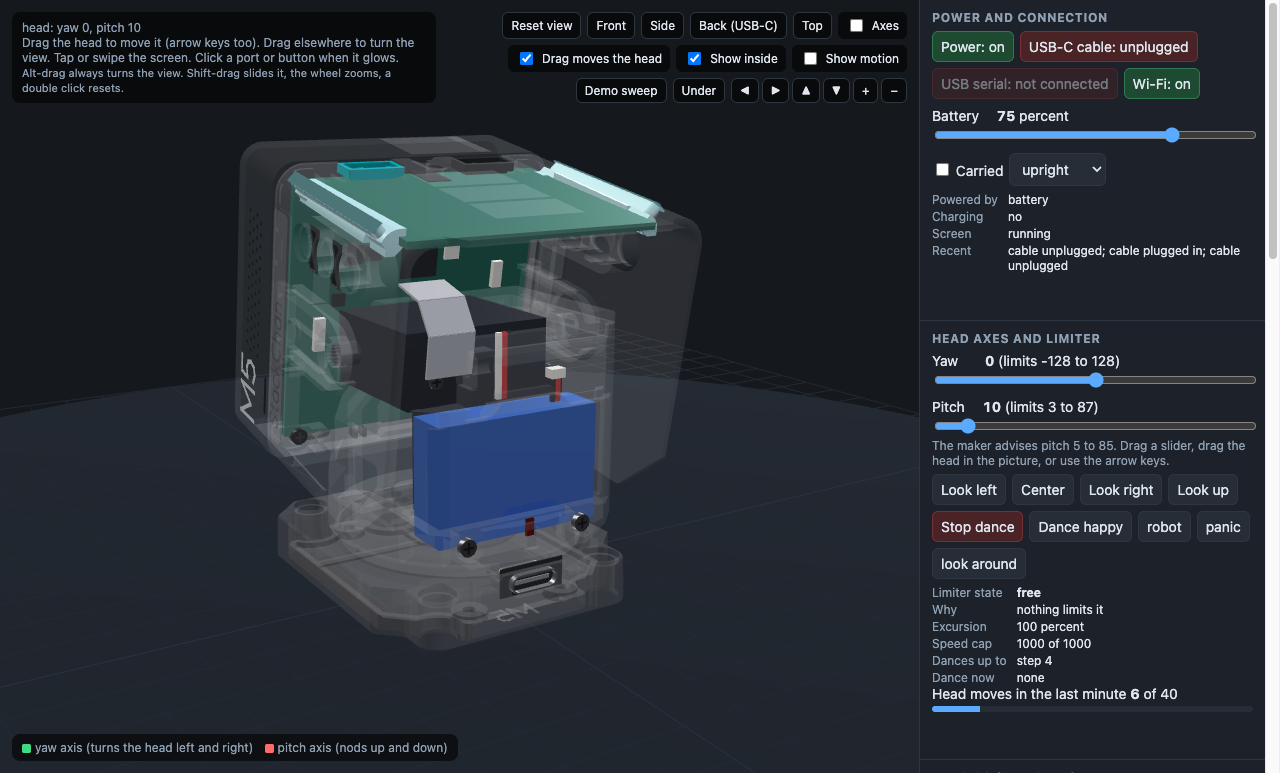 head: yaw 0, pitch 10
Drag the head to move it (arrow keys too). Drag elsewhere to turn the
view. Tap or swipe the screen. Click a port or button when it glows.
Alt-drag always turns the view. Shift-drag slides it, the wheel zooms, a
double click resets.
Reset view Front Side Back (USB-C) Top Axes
Drag moves the head Show inside Show motion
Demo sweep Under ◄ ► ▲ ▼ + −
M5
M5
yaw axis (turns the head left and right) pitch axis (nods up and down)
POWER AND CONNECTION
Power: on USB-C cable: unplugged
USB serial: not connected Wi-Fi: on
Battery 75 percent
Carried upright
Powered by battery
Charging no
Screen running
Recent cable unplugged; cable plugged in; cable
unplugged
HEAD AXES AND LIMITER
Yaw 0 (limits -128 to 128)
Pitch 10 (limits 3 to 87)
The maker advises pitch 5 to 85. Drag a slider, drag the
head in the picture, or use the arrow keys.
Look left Center Look right Look up
Stop dance Dance happy robot panic
look around
Limiter state free
Why nothing limits it
Excursion 100 percent
Speed cap 1000 of 1000
Dances up to step 4
Dance now none
Head moves in the last minute 6 of 40